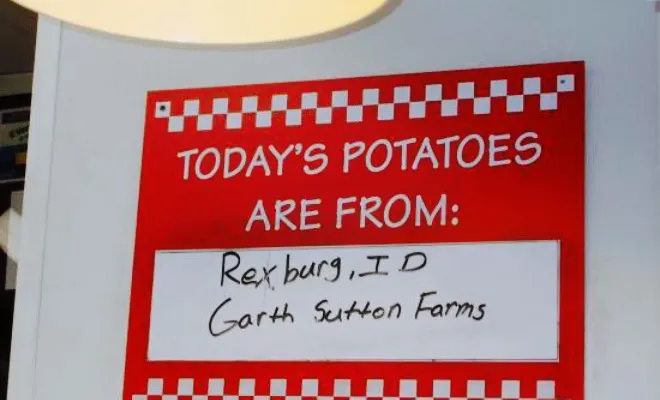 TODAY'S POTATOES
ARE FROM:
Rexburg, ID
Garth Sutton Farms